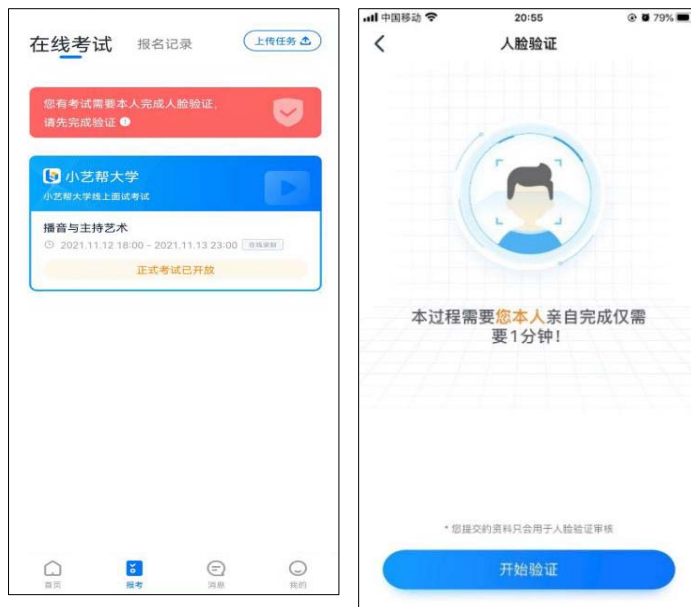 在线考试
报名记录
上传任务
您有考试需要本人完成人脸验证,
请先完成验证
小艺帮大学
小艺帮大学线上面试考试
播音与主持艺术
2021.11.12 18:00 - 2021.11.13 23:00
正式考试已开放
首页
报考
消息
我的
中国移动
20:55
79%
人脸验证
本过程需要您本人亲自完成仅需
要1分钟!
* 您提交的资料只会用于人脸验证审核
开始验证